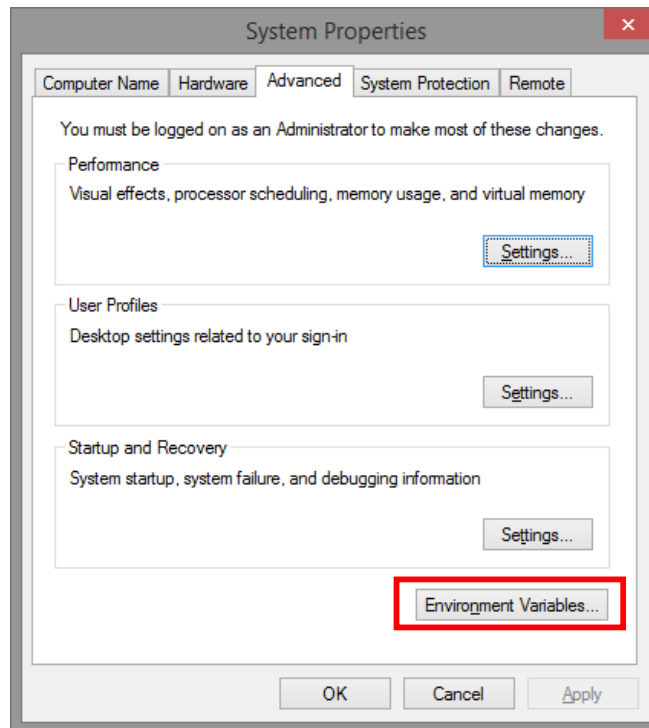 System Properties
Computer Name Hardware Advanced System Protection Remote
You must be logged on as an Administrator to make most of these changes.
Performance
Visual effects, processor scheduling, memory usage, and virtual memory
Settings...
User Profiles
Desktop settings related to your sign-in
Settings...
Startup and Recovery
System startup, system failure, and debugging information
Settings...
Environment Variables...
OK Cancel Apply